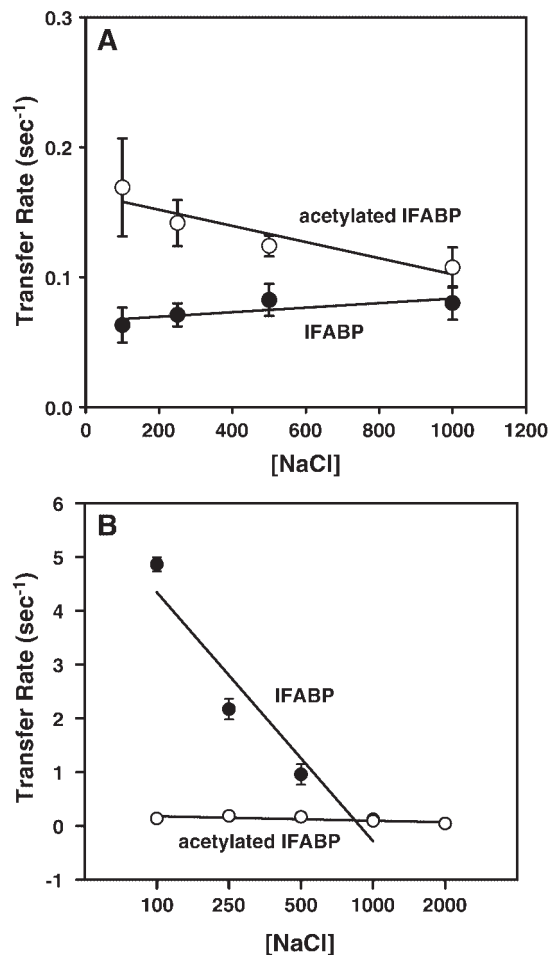 A
0.3
0.2
0.1
0.0
Transfer Rate (sec-1)
acetylated IFABP
IFABP
0 200 400 600 800 1000 1200
[NaCl]
B
6
5
4
3
2
1
0
-1
Transfer Rate (sec-1)
IFABP
acetylated IFABP
100 250 500 1000 2000
[NaCl]